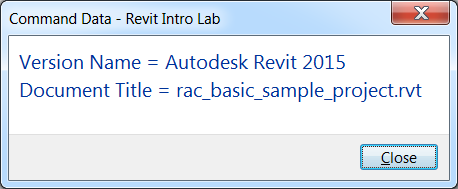 Command Data - Revit Intro Lab
Version Name = Autodesk Revit 2015
Document Title = rac_basic_sample_project.rvt
Close